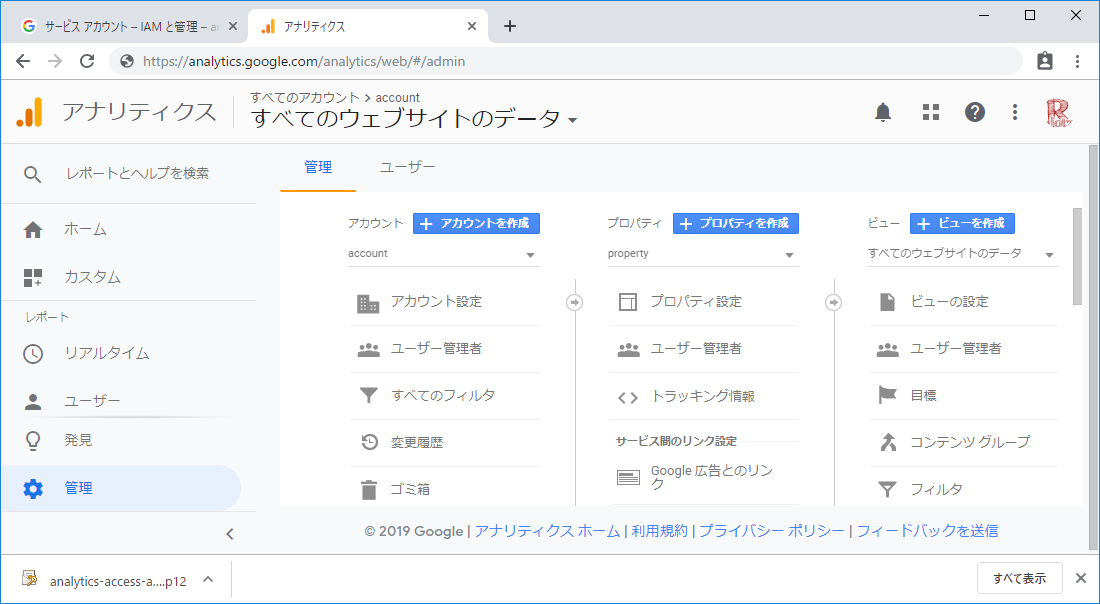 サービス アカウント – IAM と管理 – a
アナリティクス
https://analytics.google.com/analytics/web/#/admin
アナリティクス
すべてのアカウント > account
すべてのウェブサイトのデータ
レポートとヘルプを検索
ホーム
カスタム
レポート
リアルタイム
ユーザー
発見
管理
管理 ユーザー
アカウント + アカウントを作成
account
アカウント設定
ユーザー管理者
すべてのフィルタ
変更履歴
ゴミ箱
プロパティ + プロパティを作成
property
プロパティ設定
ユーザー管理者
トラッキング情報
サービス間のリンク設定
Google 広告とのリン
ク
ビュー + ビューを作成
すべてのウェブサイトのデータ
ビューの設定
ユーザー管理者
目標
コンテンツ グループ
フィルタ
© 2019 Google | アナリティクス ホーム | 利用規約 | プライバシー ポリシー | フィードバックを送信
analytics-access-a....p12
すべて表示